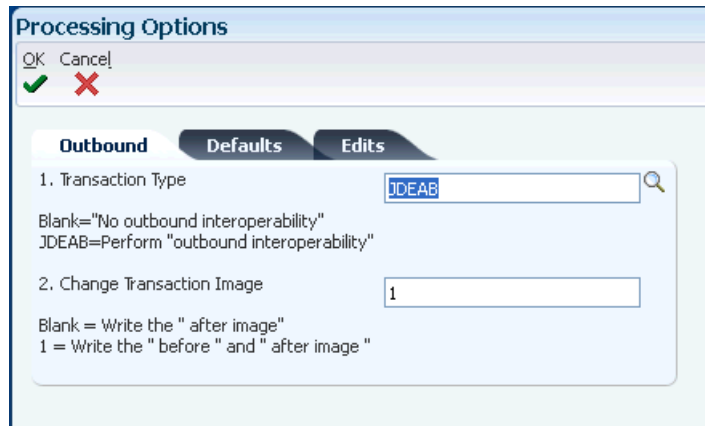 Processing Options
OK Cancel
Outbound Defaults Edits
1. Transaction Type JDEAB
Blank="No outbound interoperability"
JDEAB=Perform "outbound interoperability"
2. Change Transaction Image 1
Blank = Write the " after image"
1 = Write the " before " and " after image "